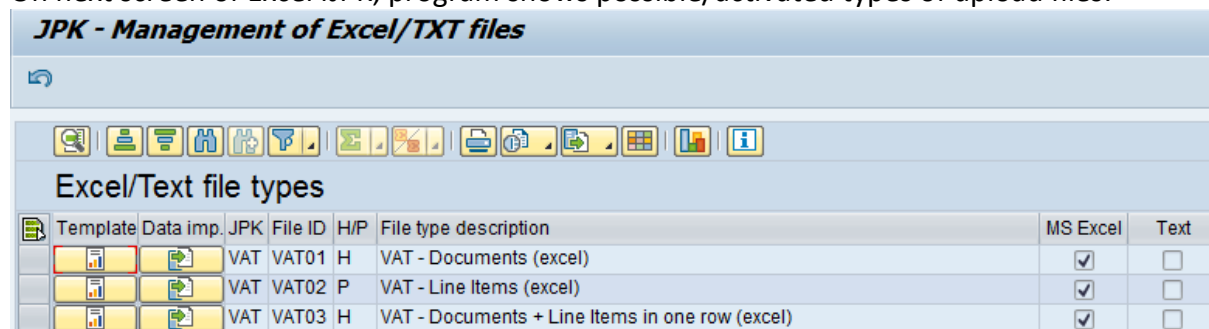 On next screen of Excel JPK, program shows possible/activated types of upload files:
JPK - Management of Excel/TXT files
Excel/Text file types
Template Data imp. JPK File ID H/P File type description MS Excel Text
VAT VAT01 H VAT - Documents (excel)
VAT VAT02 P VAT - Line Items (excel)
VAT VAT03 H VAT - Documents + Line Items in one row (excel)